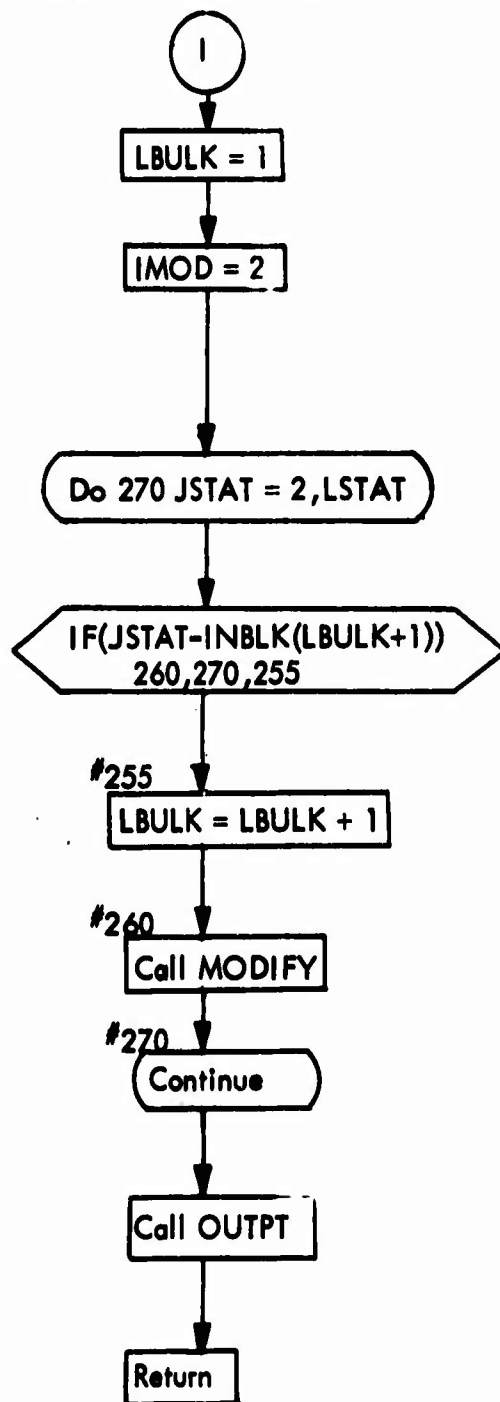 I
LBULK = 1
IMOD = 2
Do 270 JSTAT = 2,LSTAT
IF(JSTAT-INBLK(LBULK+1))
260,270,255
#255
LBULK = LBULK + 1
#260
Call MODIFY
#270
Continue
Call OUTPT
Return